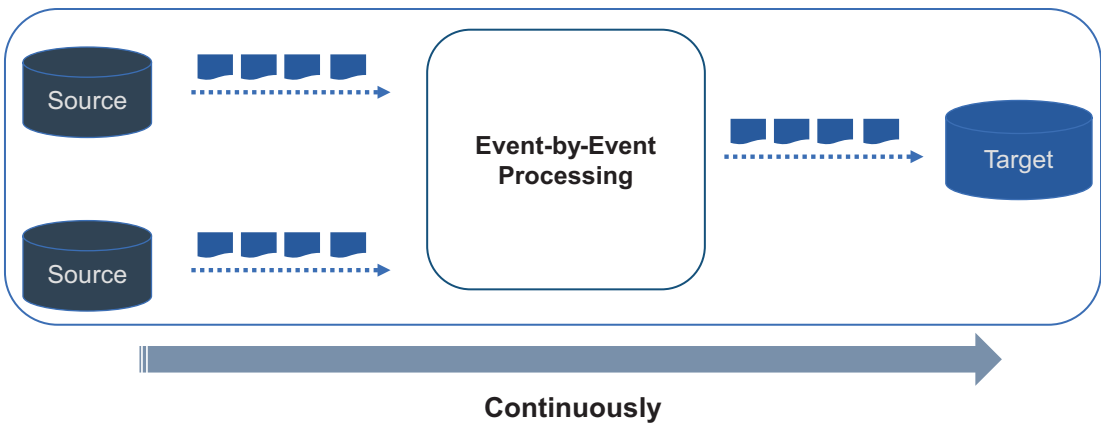 Source
Event-by-Event
Processing
Target
Source
Continuously